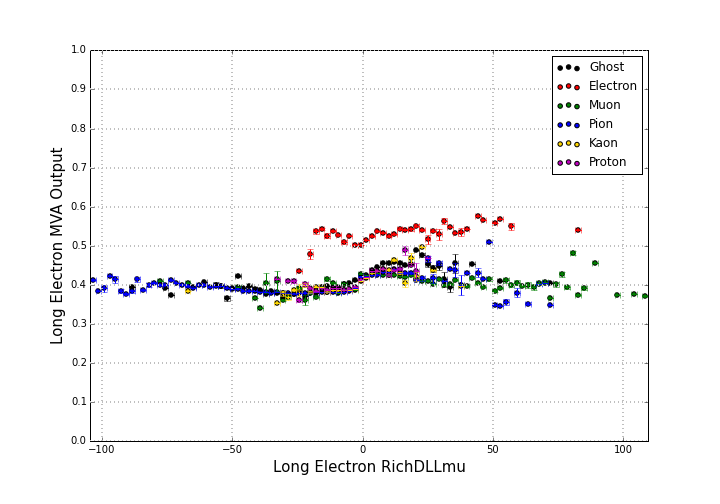 1.0
0.9
0.8
0.7
0.6
0.5
0.4
0.3
0.2
0.1
0.0
Long Electron MVA Output
Ghost
Electron
Muon
Pion
Kaon
Proton
−100 −50 0 50 100
Long Electron RichDLLmu